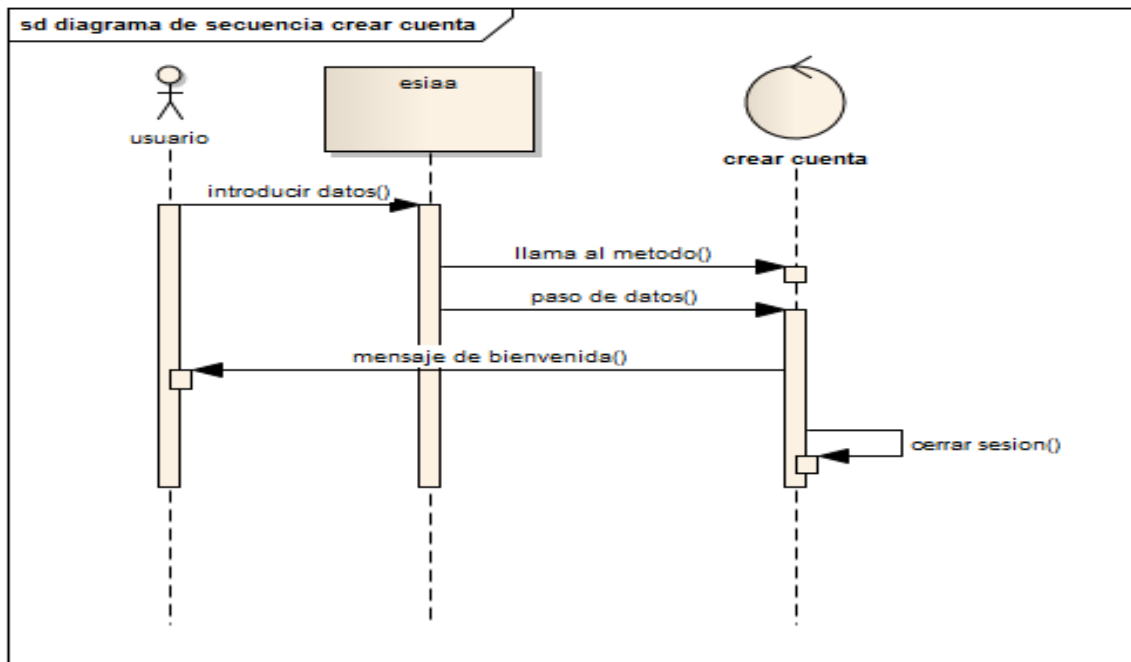 sd diagrama de secuencia crear cuenta
usuario
esiaa
crear cuenta
introducir datos()
llama al metodo()
paso de datos()
mensaje de bienvenida()
cerrar sesion()